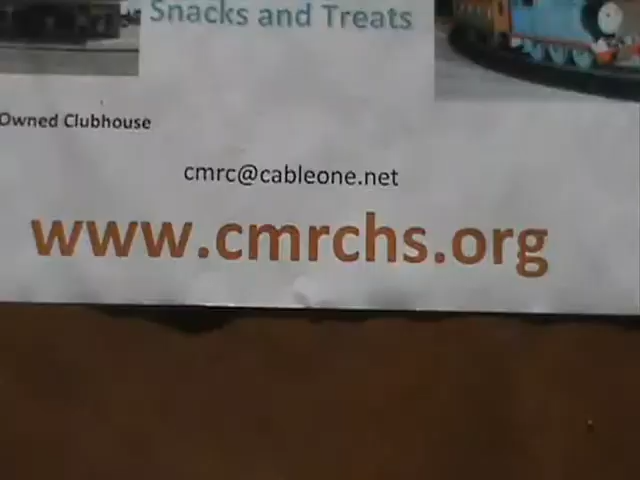 Snacks and Treats
Owned Clubhouse
cmrc@cableone.net
www.cmrchs.org